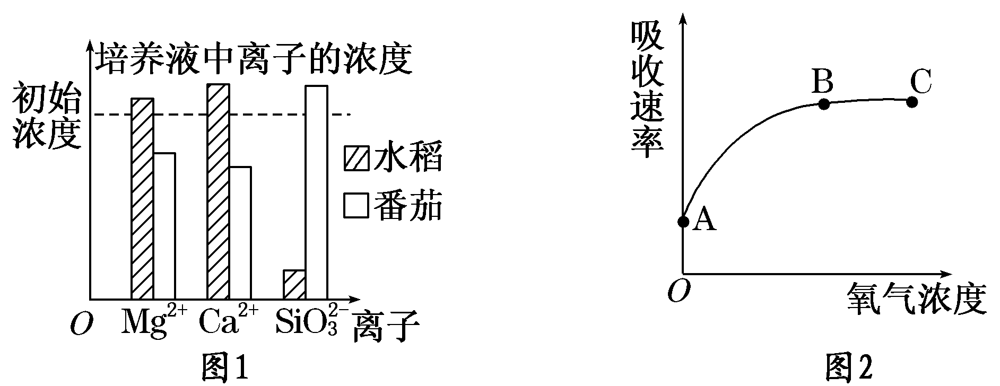 培养液中离子的浓度
初始
浓度
水稻
番茄
O
Mg²⁺
Ca²⁺
SiO₃²⁻
离子
图1
吸收速率
A
B
C
O
氧气浓度
图2